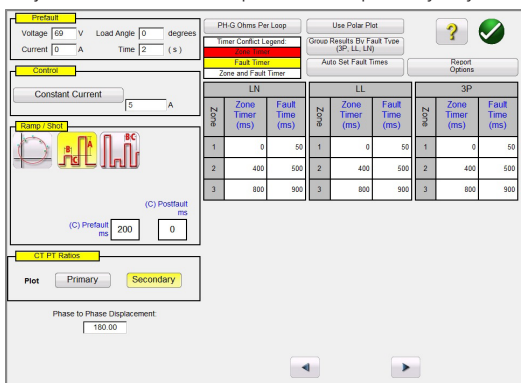 Prefault
Voltage 69 V Load Angle 0 degrees
Current 0 A Time 2 ( s )
Control
Constant Current
5 A
Ramp / Shot
B A C
BC
(C) Postfault
ms
(C) Prefault
ms
200 0
CT PT Ratios
Plot Primary Secondary
Phase to Phase Displacement:
180.00
PH-G Ohms Per Loop
Use Polar Plot
Timer Conflict Legend:
Zone Timer
Fault Timer
Zone and Fault Timer
Group Results By Fault Type
(3P, LL, LN)
Auto Set Fault Times
?
Report
Options
LN LL 3P
Zone Zone Timer (ms) Fault Time (ms) Zone Zone Timer (ms) Fault Time (ms) Zone Zone Timer (ms) Fault Time (ms)
1 0 50 1 0 50 1 0 50
2 400 500 2 400 500 2 400 500
3 800 900 3 800 900 3 800 900